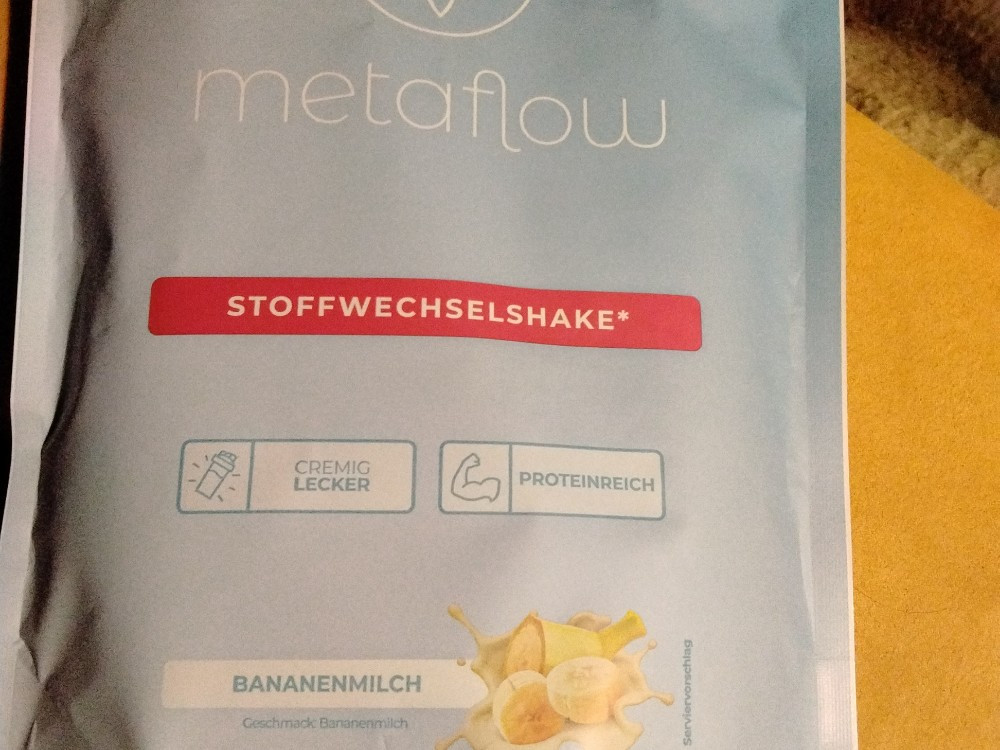 metaflow
STOFFWECHSELSHAKE*
CREMIG
LECKER
PROTEINREICH
BANANENMILCH
Geschmack: Bananenmilch
Serviervorschlag